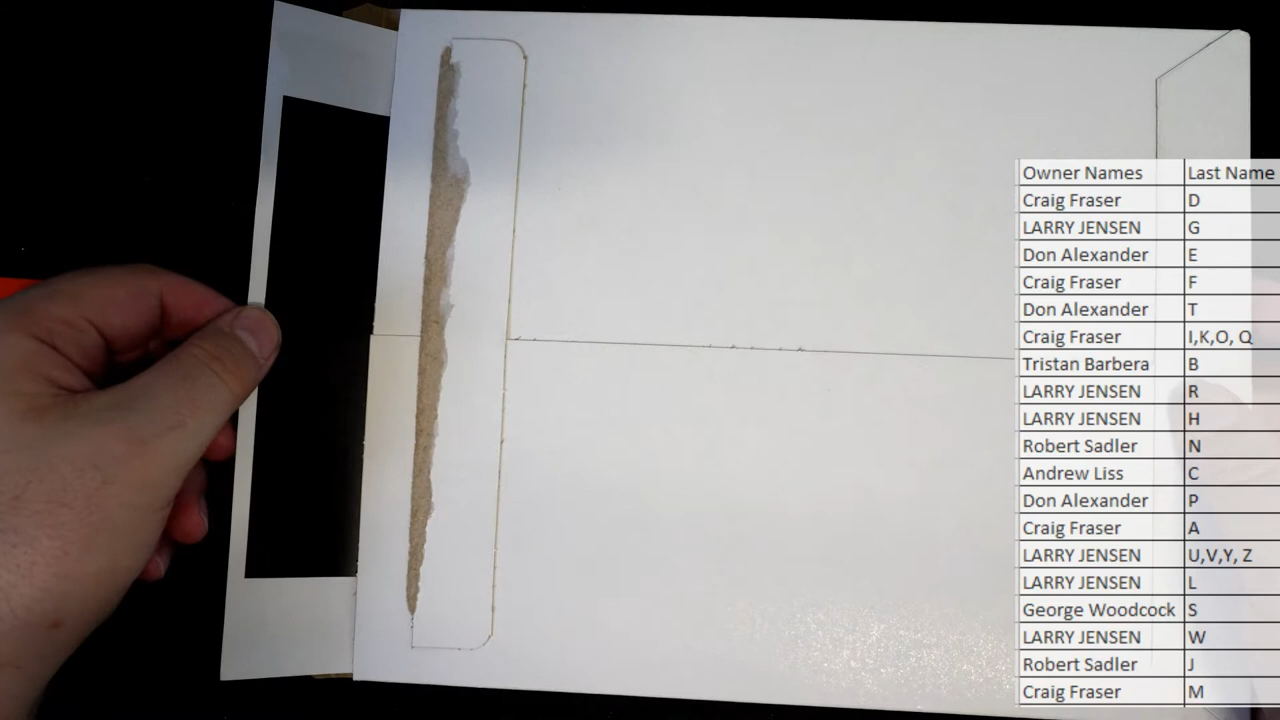 Owner Names Last Name
Craig Fraser D
LARRY JENSEN G
Don Alexander E
Craig Fraser F
Don Alexander T
Craig Fraser I,K,O, Q
Tristan Barbera B
LARRY JENSEN R
LARRY JENSEN H
Robert Sadler N
Andrew Liss C
Don Alexander P
Craig Fraser A
LARRY JENSEN U,V,Y, Z
LARRY JENSEN L
George Woodcock S
LARRY JENSEN W
Robert Sadler J
Craig Fraser M